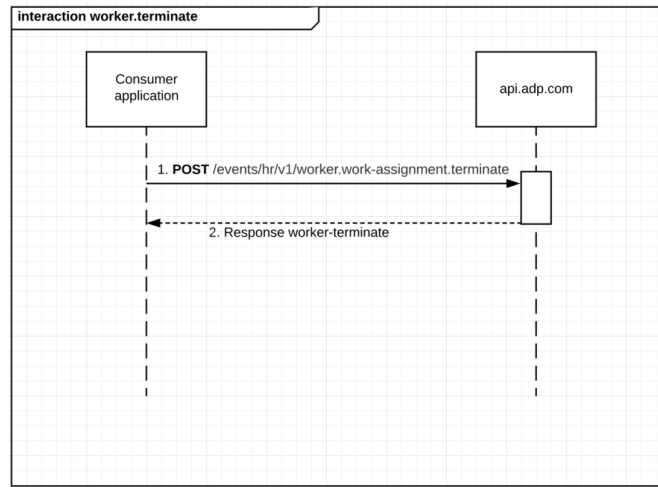 interaction worker.terminate
Consumer
application
api.adp.com
1. POST /events/hr/v1/worker.work-assignment.terminate
2. Response worker-terminate